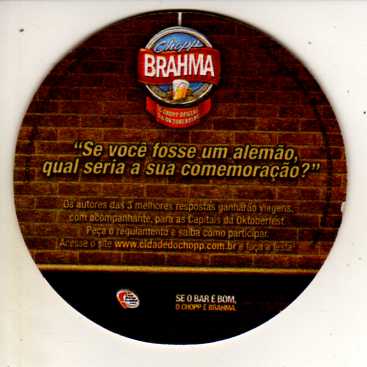 Chopp
BRAHMA
O CHOPP OFICIAL
DA OKTOBERFEST
"Se você fosse um alemão,
qual seria a sua comemoração?"
Os autores das 3 melhores respostas ganharão viagens,
com acompanhante, para as Capitais da Oktoberfest.
Peça o regulamento e saiba como participar.
Acesse o site www.cidadedochopp.com.br e faça a festa!
SE O BAR É BOM,
O CHOPP É BRAHMA.